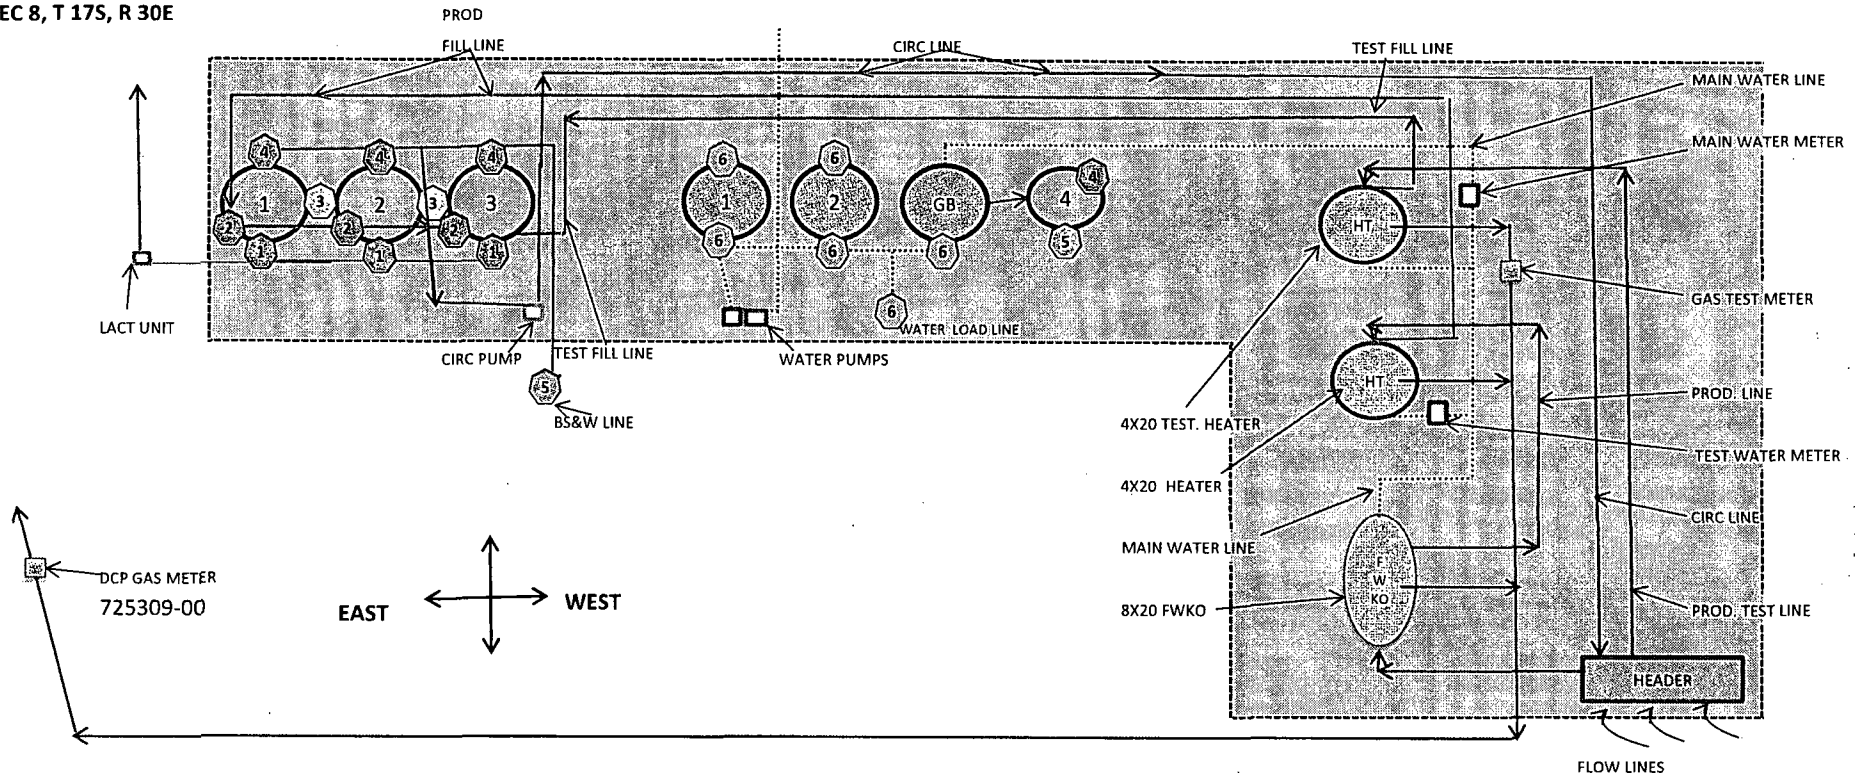 EC 8, T 17S, R 30E
PROD
FILL LINE
CIRC LINE
TEST FILL LINE
MAIN WATER LINE
MAIN WATER METER
4
4
4
6
6
4
1
3
2
3
3
1
2
GB
4
HT
2
2
2
1
1
1
6
6
6
5
LACT UNIT
CIRC PUMP
TEST FILL LINE
WATER PUMPS
6
WATER LOAD LINE
GAS TEST METER
5
BS&W LINE
HT
PROD. LINE
4X20 TEST. HEATER
TEST WATER METER
4X20 HEATER
CIRC LINE
MAIN WATER LINE
DCP GAS METER
725309-00
EAST
WEST
8X20 FWKO
F
W
KO
PROD. TEST LINE
HEADER
FLOW LINES